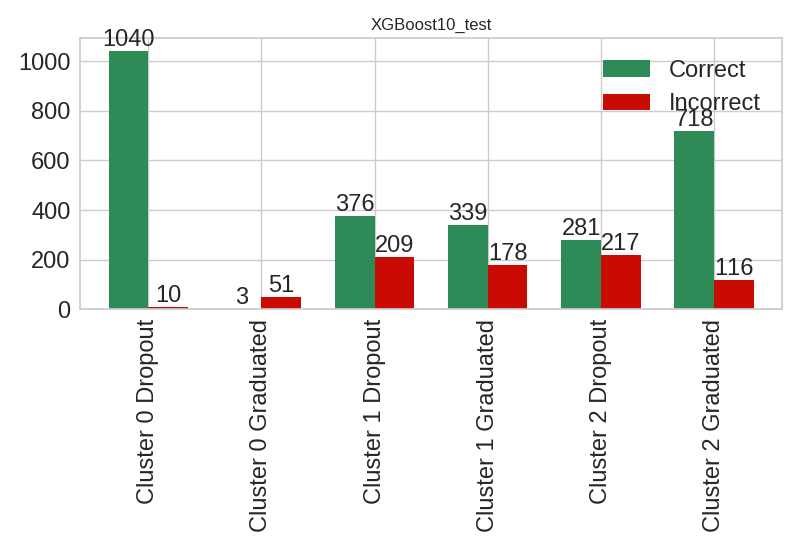 XGBoost10_test
1040
10
3
51
376
209
339
178
281
217
718
116
Correct
Incorrect
1000
800
600
400
200
0
Cluster 0 Dropout
Cluster 0 Graduated
Cluster 1 Dropout
Cluster 1 Graduated
Cluster 2 Dropout
Cluster 2 Graduated